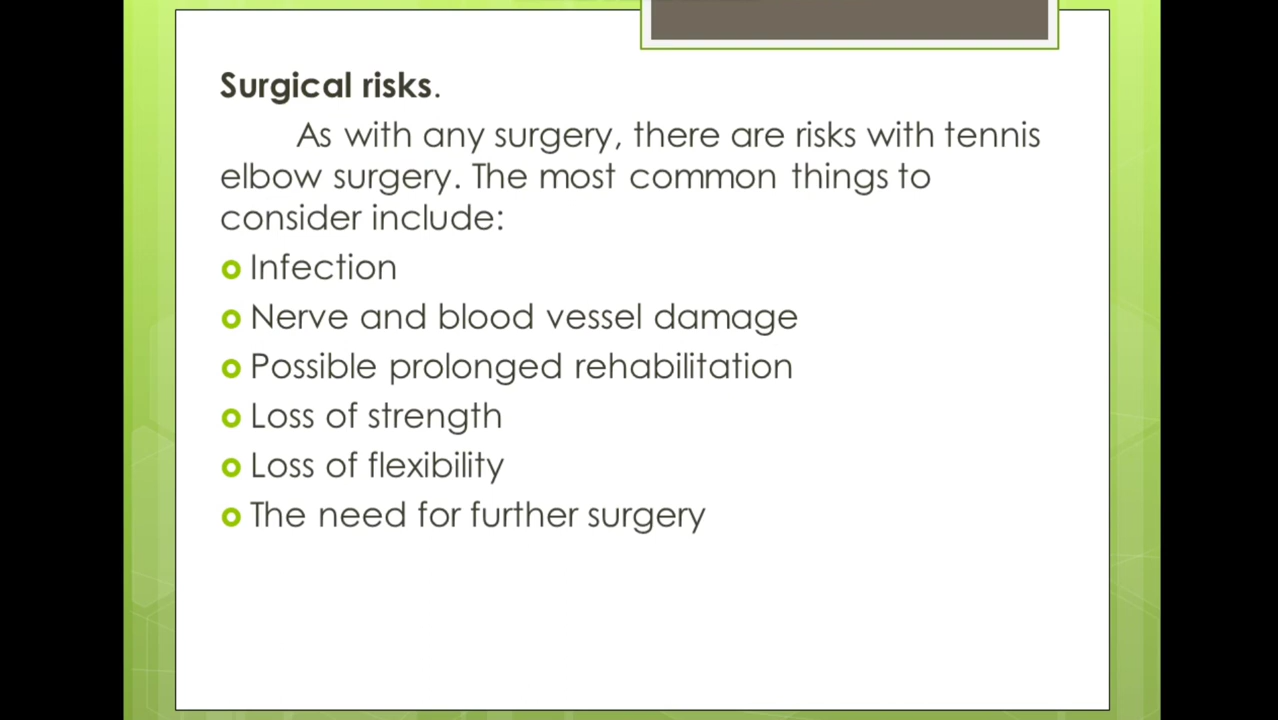 Surgical risks.
As with any surgery, there are risks with tennis
elbow surgery. The most common things to
consider include:
Infection
Nerve and blood vessel damage
Possible prolonged rehabilitation
Loss of strength
Loss of flexibility
The need for further surgery